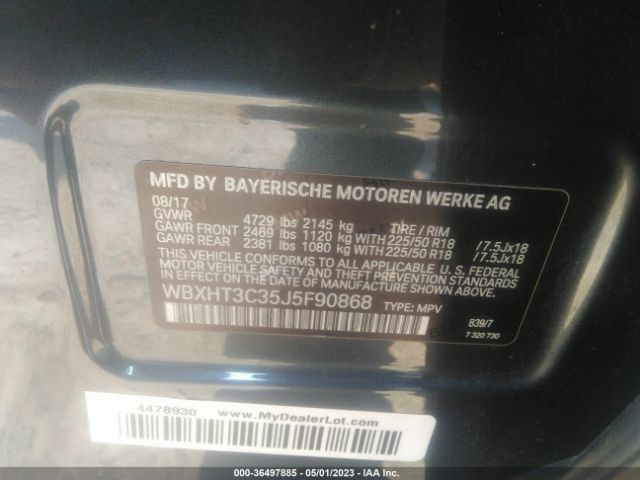 MFD BY BAYERISCHE MOTOREN WERKE AG
08/17
GVWR 4729 lbs 2145 kg TIRE / RIM
GAWR FRONT 2469 lbs 1120 kg WITH 225/50 R18 /7.5Jx18
GAWR REAR 2381 lbs 1080 kg WITH 225/50 R18 /7.5Jx18
THIS VEHICLE CONFORMS TO ALL APPLICABLE U.S. FEDERAL
MOTOR VEHICLE SAFETY AND THEFT PREVENTION STANDARDS
IN EFFECT ON THE DATE OF MANUFACTURE SHOWN ABOVE.
WBXHT3C35J5F90868 TYPE: MPV
B39/7
7 320 730
4478930
www.MyDealerLot.com
000-36497885 - 05/01/2023 - IAA Inc.